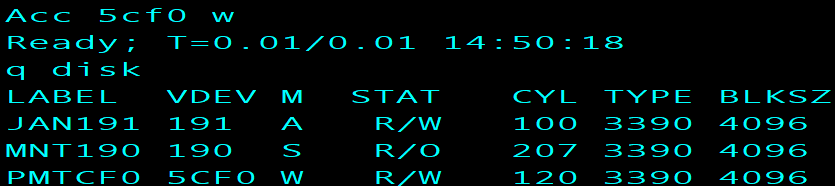 Acc 5cf0 w
Ready; T=0.01/0.01 14:50:18
q disk
LABEL VDEV M STAT CYL TYPE BLKSZ
JAN191 191 A R/W 100 3390 4096
MNT190 190 S R/O 207 3390 4096
PMTCF0 5CF0 W R/W 120 3390 4096